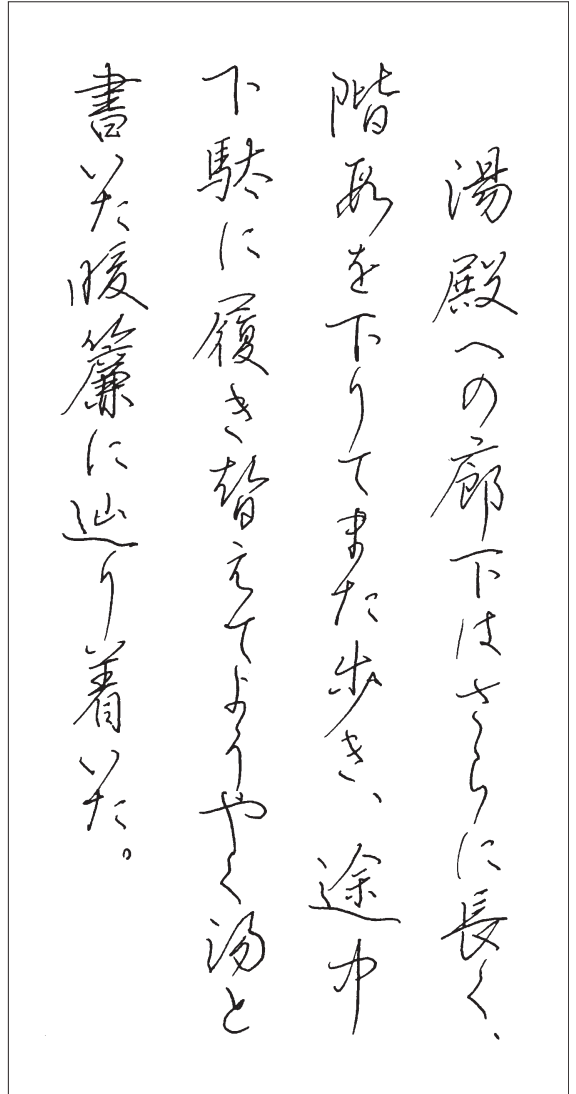 湯殿への廊下はさらに長く、
階段を下りてまた歩き、途中
下駄に履き替えてようやく湯と
書いた暖簾に辿り着いた。